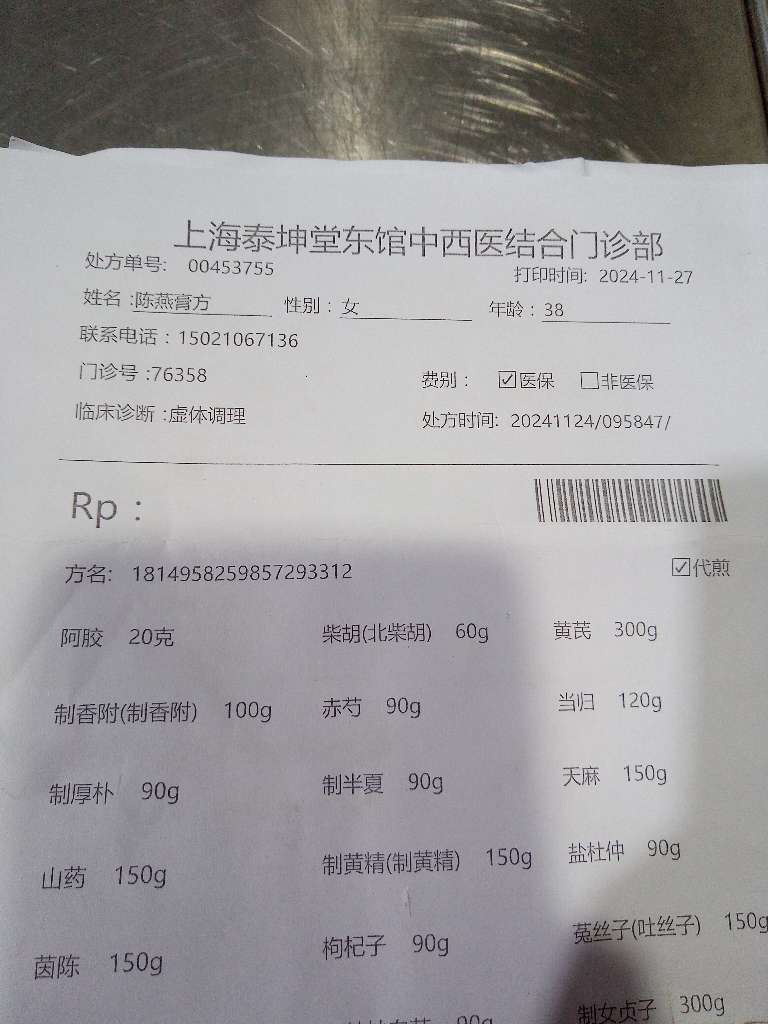 上海泰坤堂东馆中西医结合门诊部
处方单号: 00453755 打印时间: 2024-11-27
姓名:陈燕膏方 性别: 女 年龄: 38
联系电话: 15021067136
门诊号:76358 费别: ☑医保 □非医保
临床诊断:虚体调理 处方时间: 20241124/095847/
Rp:
方名: 1814958259857293312 ☑代煎
阿胶 20克 柴胡(北柴胡) 60g 黄芪 300g
制香附(制香附) 100g 赤芍 90g 当归 120g
制厚朴 90g 制半夏 90g 天麻 150g
山药 150g 制黄精(制黄精) 150g 盐杜仲 90g
茵陈 150g 枸杞子 90g 菟丝子(吐丝子) 150g
90g 制女贞子 300g